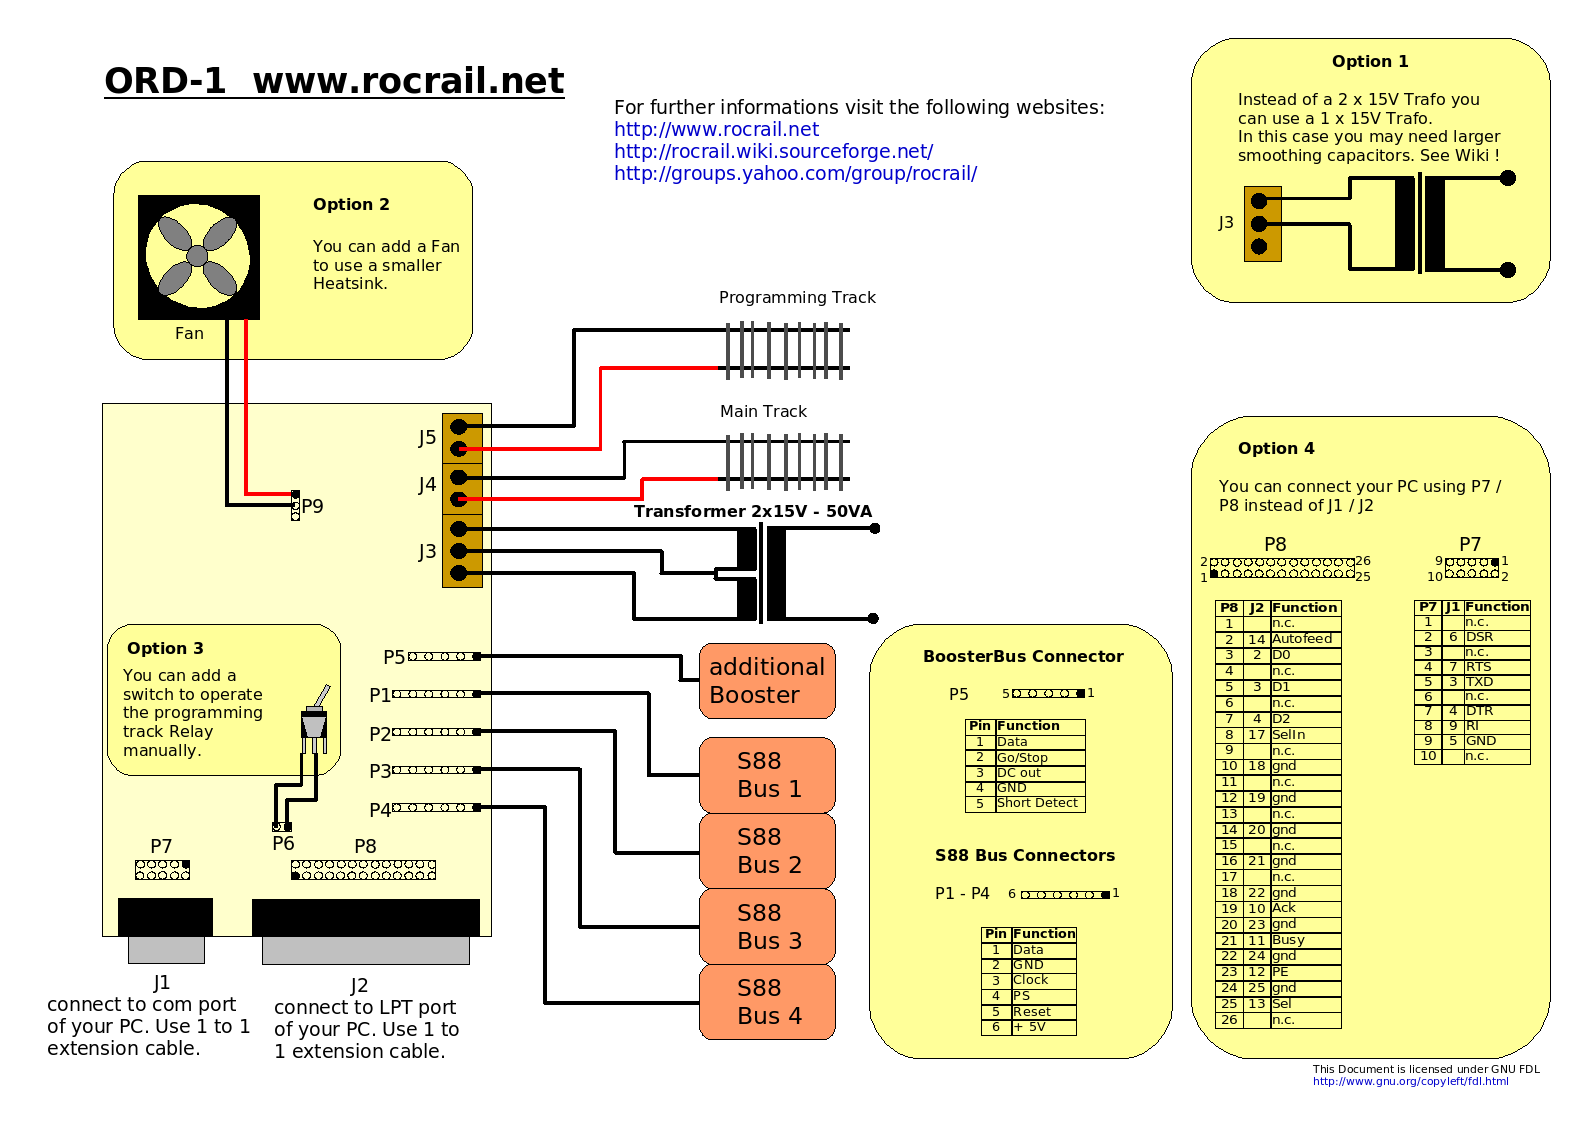 ORD-1 www.rocrail.net
For further informations visit the following websites:
http://www.rocrail.net
http://rocrail.wiki.sourceforge.net/
http://groups.yahoo.com/group/rocrail/
Option 1
Instead of a 2 x 15V Trafo you
can use a 1 x 15V Trafo.
In this case you may need larger
smoothing capacitors. See Wiki !
J3
Option 2
You can add a Fan
to use a smaller
Heatsink.
Fan
Programming Track
Main Track
Transformer 2x15V - 50VA
J5
J4
J3
P9
Option 3
You can add a
switch to operate
the programming
track Relay
manually.
P5
P1
P2
P3
P4
P6
P7
P8
J1
connect to com port
of your PC. Use 1 to 1
extension cable.
J2
connect to LPT port
of your PC. Use 1 to
1 extension cable.
additional
Booster
S88
Bus 1
S88
Bus 2
S88
Bus 3
S88
Bus 4
BoosterBus Connector
P5 5 1
Pin Function
1 Data
2 Go/Stop
3 DC out
4 GND
5 Short Detect
S88 Bus Connectors
P1 - P4 6 1
Pin Function
1 Data
2 GND
3 Clock
4 PS
5 Reset
6 + 5V
Option 4
You can connect your PC using P7 /
P8 instead of J1 / J2
P8
2 26
1 25
P8 J2 Function
1 n.c.
2 14 Autofeed
3 2 D0
4 n.c.
5 3 D1
6 n.c.
7 4 D2
8 17 SelIn
9 n.c.
10 18 gnd
11 n.c.
12 19 gnd
13 n.c.
14 20 gnd
15 n.c.
16 21 gnd
17 n.c.
18 22 gnd
19 10 Ack
20 23 gnd
21 11 Busy
22 24 gnd
23 12 PE
24 25 gnd
25 13 Sel
26 n.c.
P7
9 1
10 2
P7 J1 Function
1 n.c.
2 6 DSR
3 n.c.
4 7 RTS
5 3 TXD
6 n.c.
7 4 DTR
8 9 RI
9 5 GND
10 n.c.
This Document is licensed under GNU FDL
http://www.gnu.org/copyleft/fdl.html